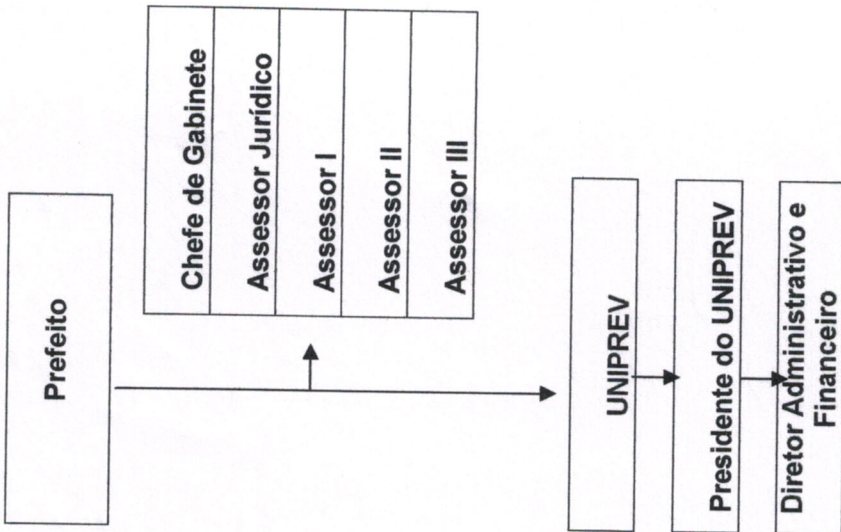 Prefeito
Chefe de Gabinete
Assessor Jurídico
Assessor I
Assessor II
Assessor III
UNIPREV
Presidente do UNIPREV
Diretor Administrativo e
Financeiro